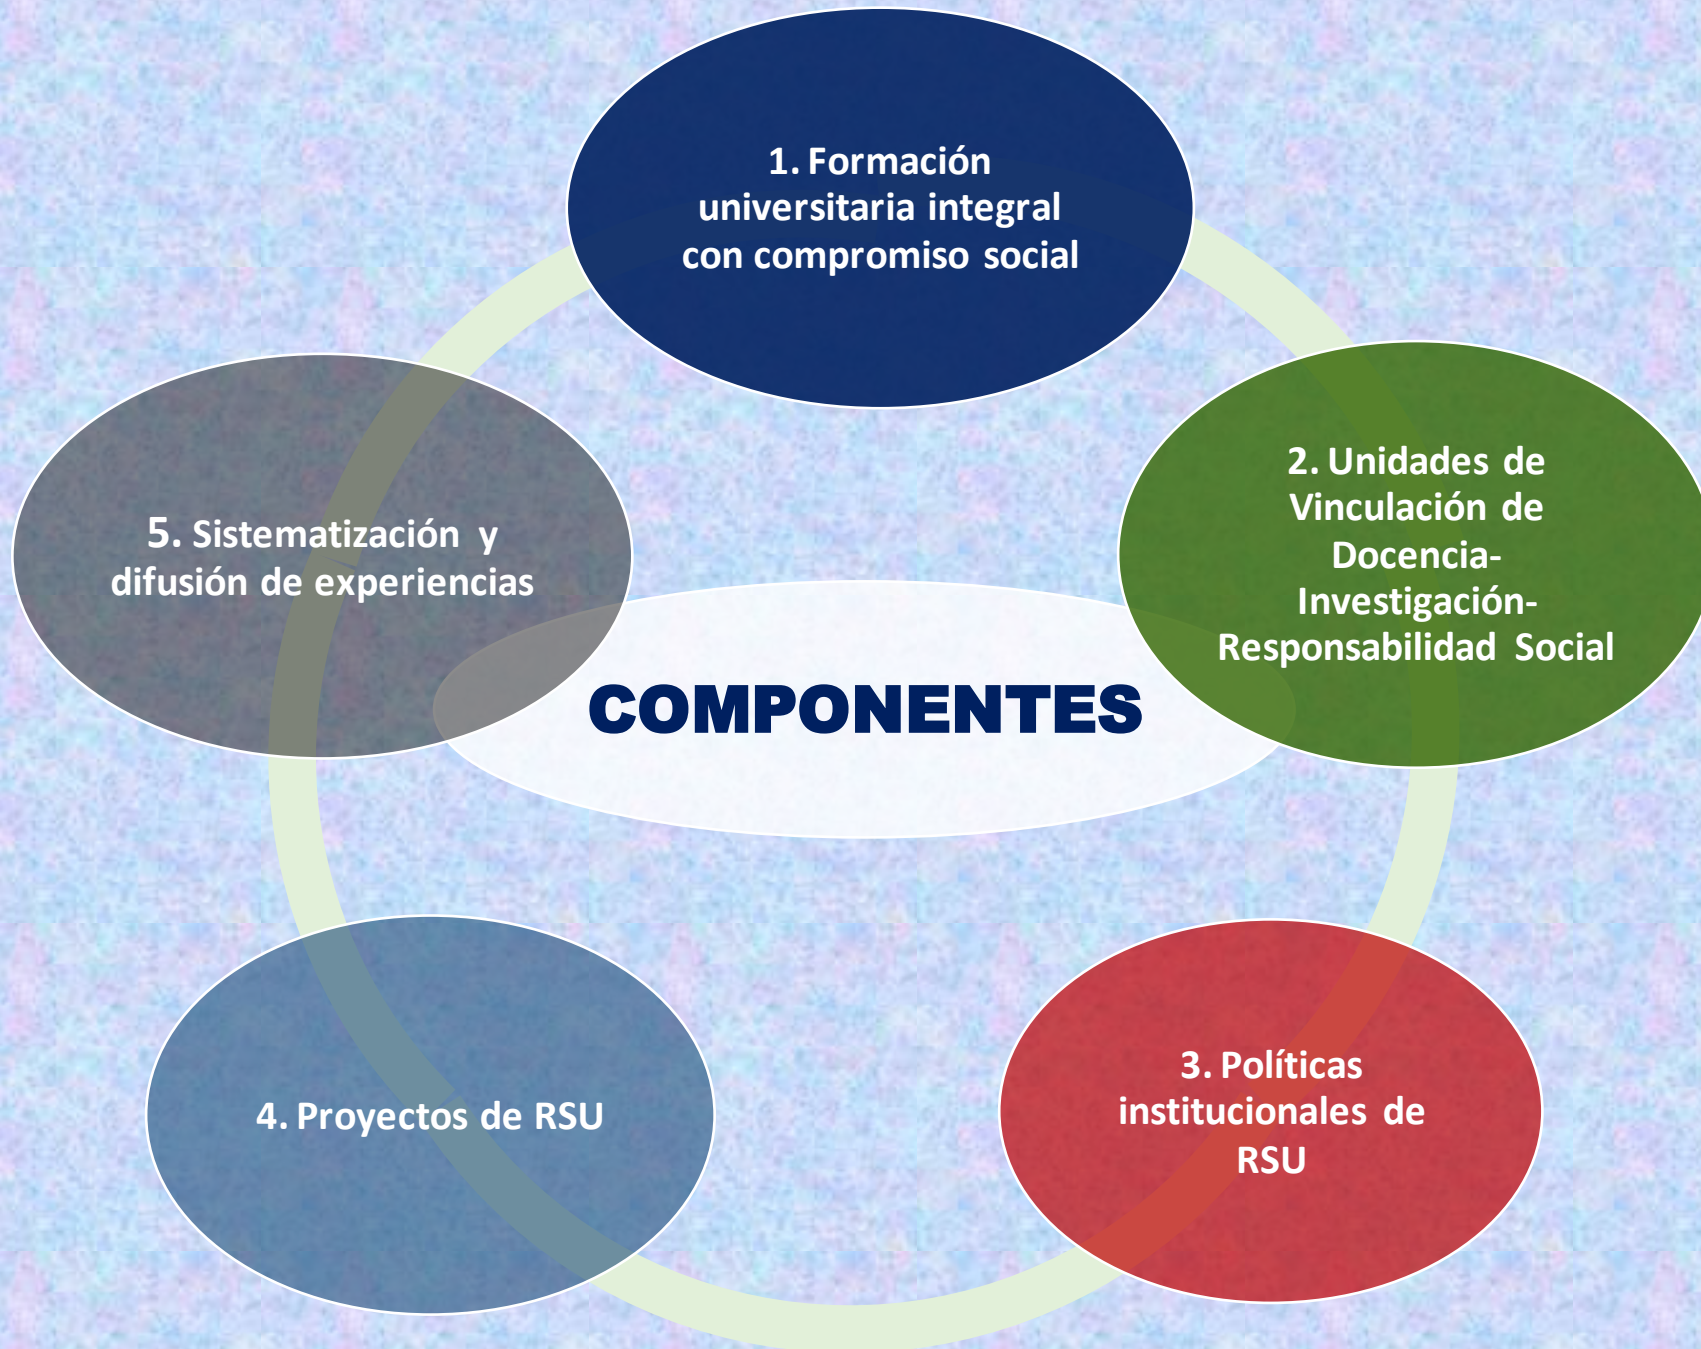 1. Formación
universitaria integral
con compromiso social
2. Unidades de
Vinculación de
Docencia-
Investigación-
Responsabilidad Social
3. Políticas
institucionales de
RSU
4. Proyectos de RSU
5. Sistematización y
difusión de experiencias
COMPONENTES